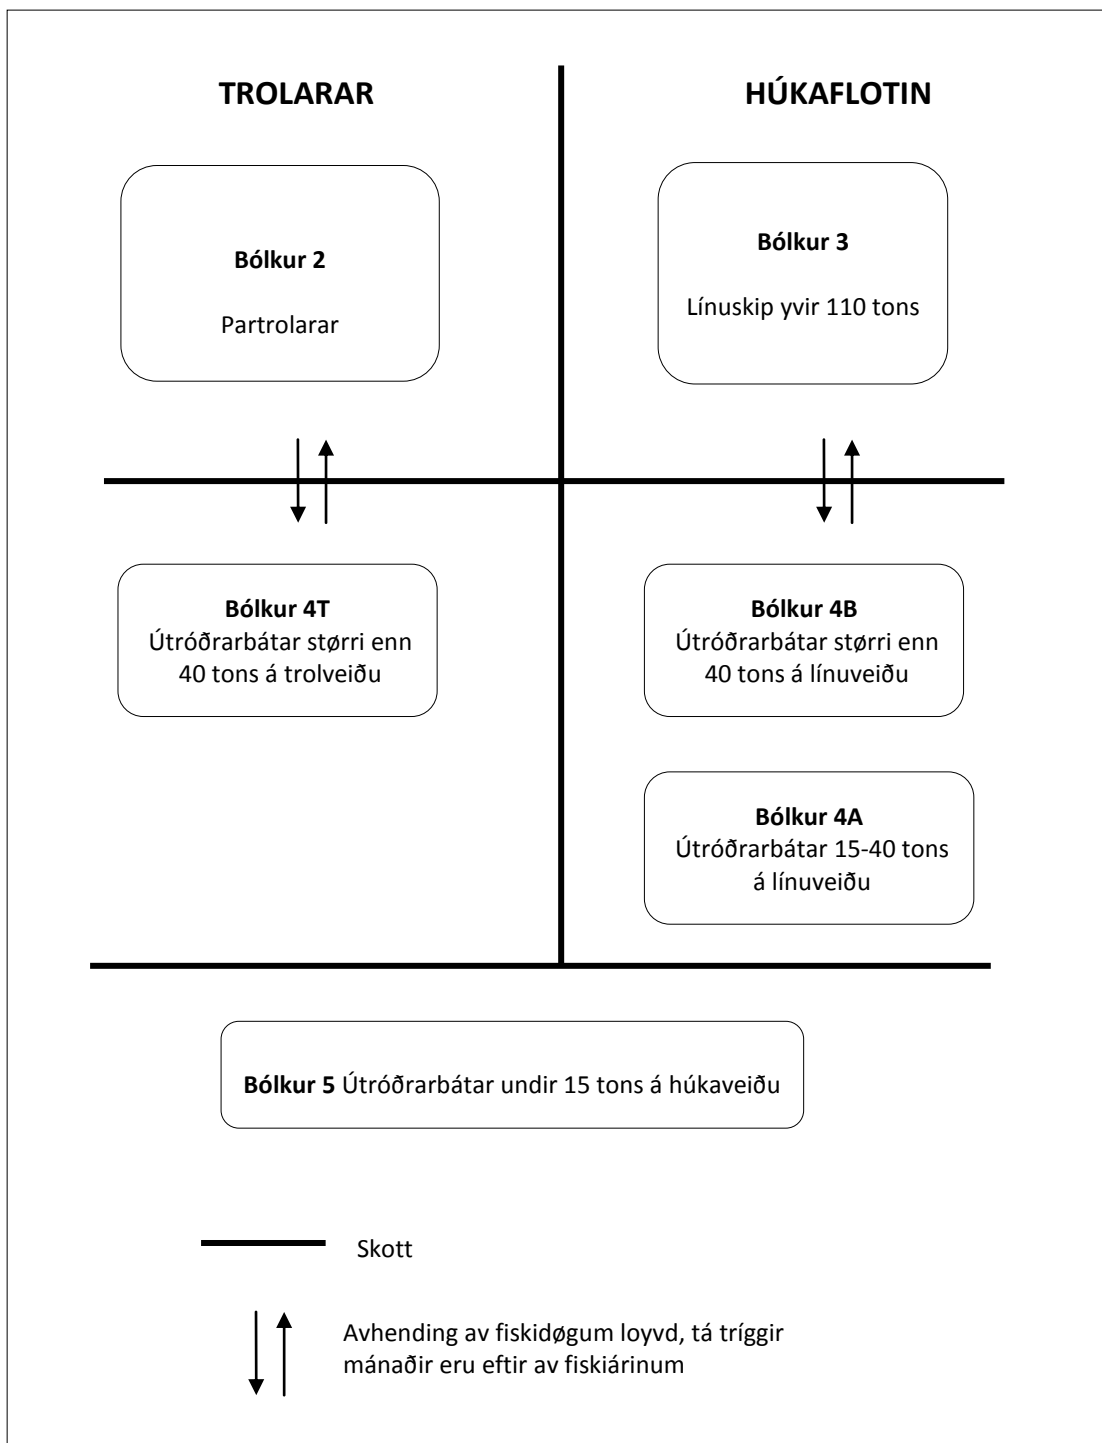 TROLARAR
HÚKAFLOTIN
Bólkur 2
Partrolarar
Bólkur 3
Línuskip yvir 110 tons
Bólkur 4T
Útróðrarbátar størri enn
40 tons á trolveiðu
Bólkur 4B
Útróðrarbátar størri enn
40 tons á línuveiðu
Bólkur 4A
Útróðrarbátar 15-40 tons
á línuveiðu
Bólkur 5 Útróðrarbátar undir 15 tons á húkaveiðu
Skott
Avhending av fiskidøgum loyvd, tá tríggir
mánaðir eru eftir av fiskiárinum